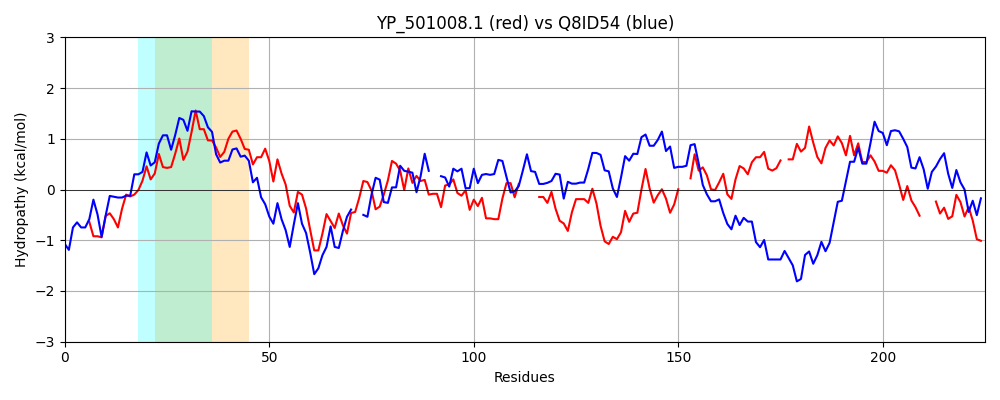 YP_501008.1 (red) vs Q8ID54 (blue)
Hydropathy (kcal/mol)
3
2
1
0
−1
−2
−3
0 50 100 150 200
Residues